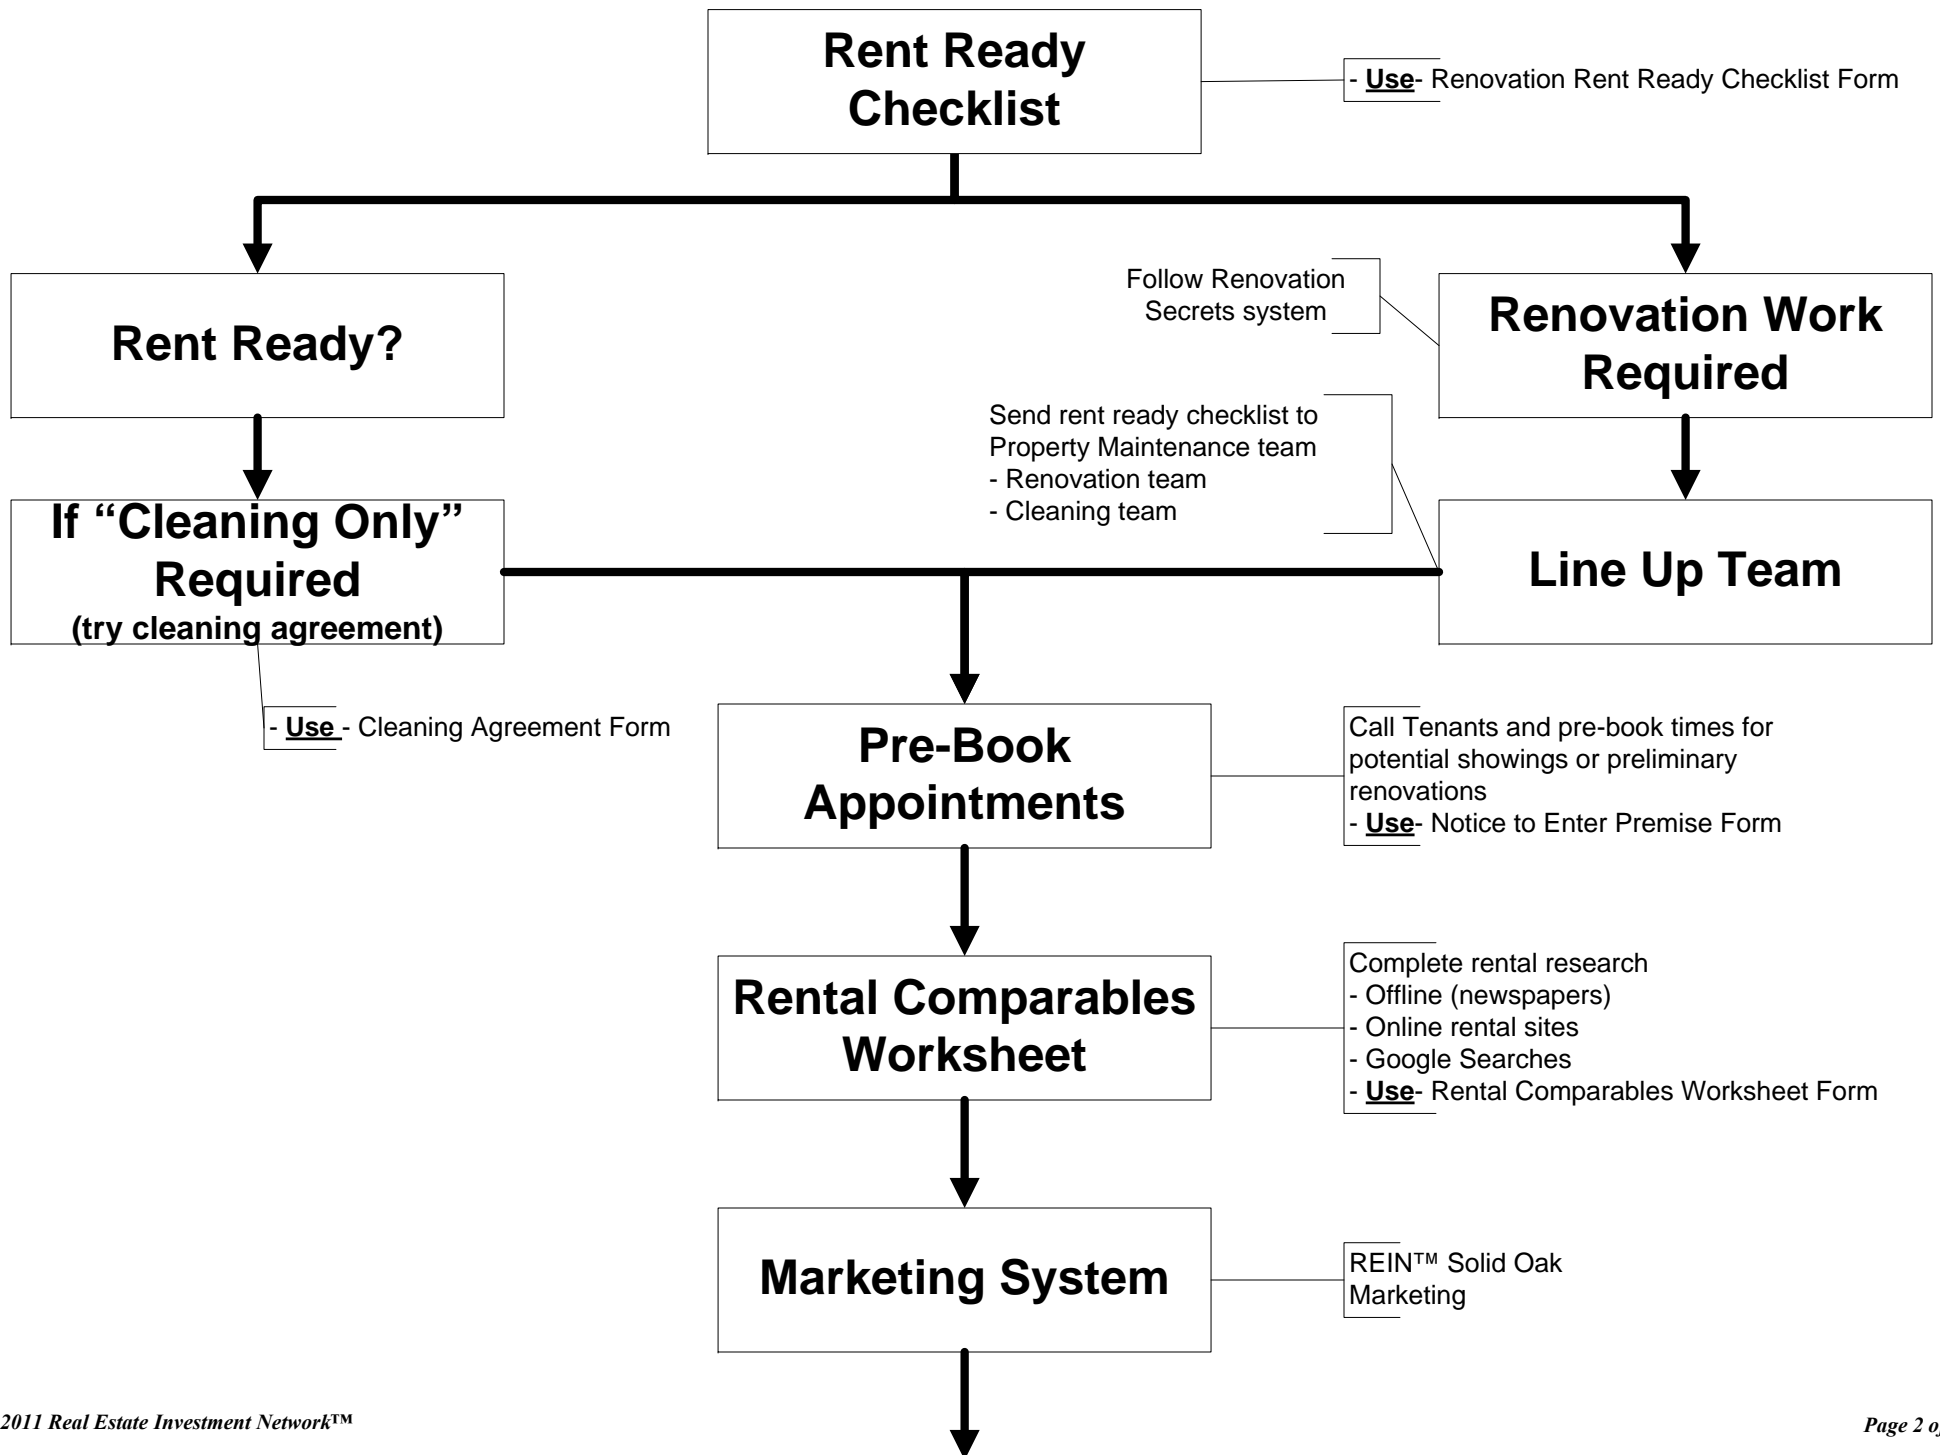 Rent Ready
Checklist
- Use- Renovation Rent Ready Checklist Form
Rent Ready?
Follow Renovation
Secrets system
Renovation Work
Required
Send rent ready checklist to
Property Maintenance team
- Renovation team
- Cleaning team
If “Cleaning Only”
Required
(try cleaning agreement)
Line Up Team
- Use - Cleaning Agreement Form
Pre-Book
Appointments
Call Tenants and pre-book times for
potential showings or preliminary
renovations
- Use- Notice to Enter Premise Form
Rental Comparables
Worksheet
Complete rental research
- Offline (newspapers)
- Online rental sites
- Google Searches
- Use- Rental Comparables Worksheet Form
Marketing System
REIN™ Solid Oak
Marketing
2011 Real Estate Investment Network™
Page 2